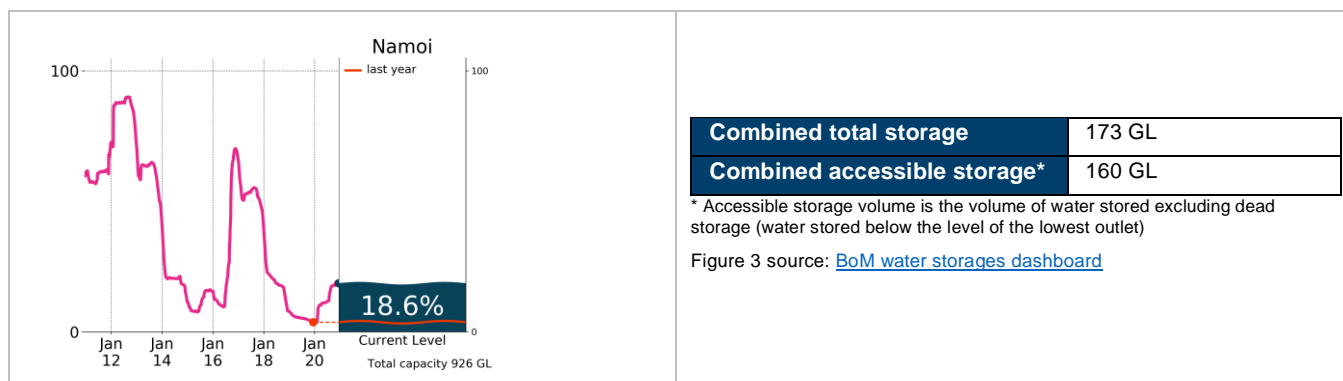 Namoi
last year
100
100
18.6%
0
0
Jan Jan Jan Jan Jan
12 14 16 18 20
Current Level
Total capacity 926 GL
Combined total storage 173 GL
Combined accessible storage* 160 GL
* Accessible storage volume is the volume of water stored excluding dead
storage (water stored below the level of the lowest outlet)
Figure 3 source: BoM water storages dashboard